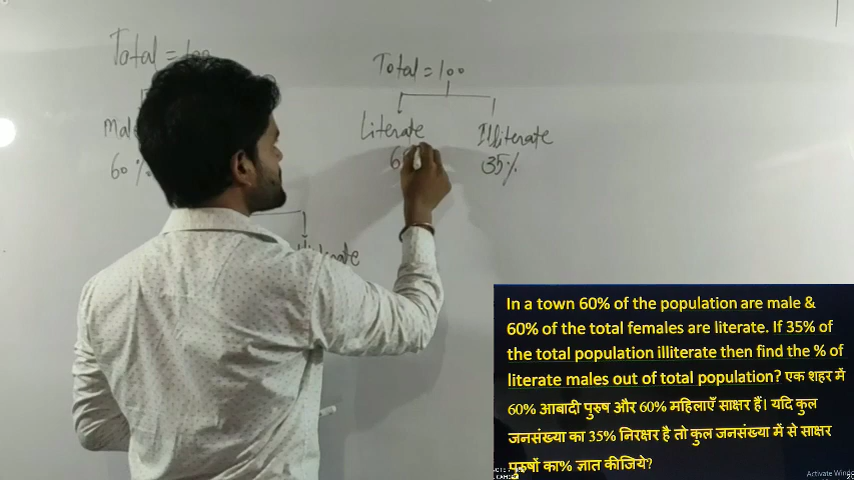 Total = 100
Total = 100
Male
60%
Literate
Illiterate
35%
In a town 60% of the population are male &
60% of the total females are literate. If 35% of
the total population illiterate then find the % of
literate males out of total population? एक शहर में
60% आबादी पुरुष और 60% महिलाएँ साक्षर हैं। यदि कुल
जनसंख्या का 35% निरक्षर है तो कुल जनसंख्या में से साक्षर
पुरुषों का% ज्ञात कीजिये?